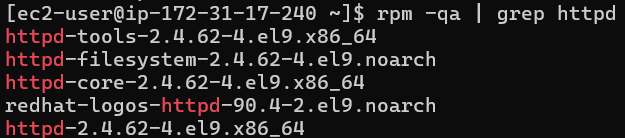 [ec2-user@ip-172-31-17-240 ~]$ rpm -qa | grep httpd
httpd-tools-2.4.62-4.el9.x86_64
httpd-filesystem-2.4.62-4.el9.noarch
httpd-core-2.4.62-4.el9.x86_64
redhat-logos-httpd-90.4-2.el9.noarch
httpd-2.4.62-4.el9.x86_64